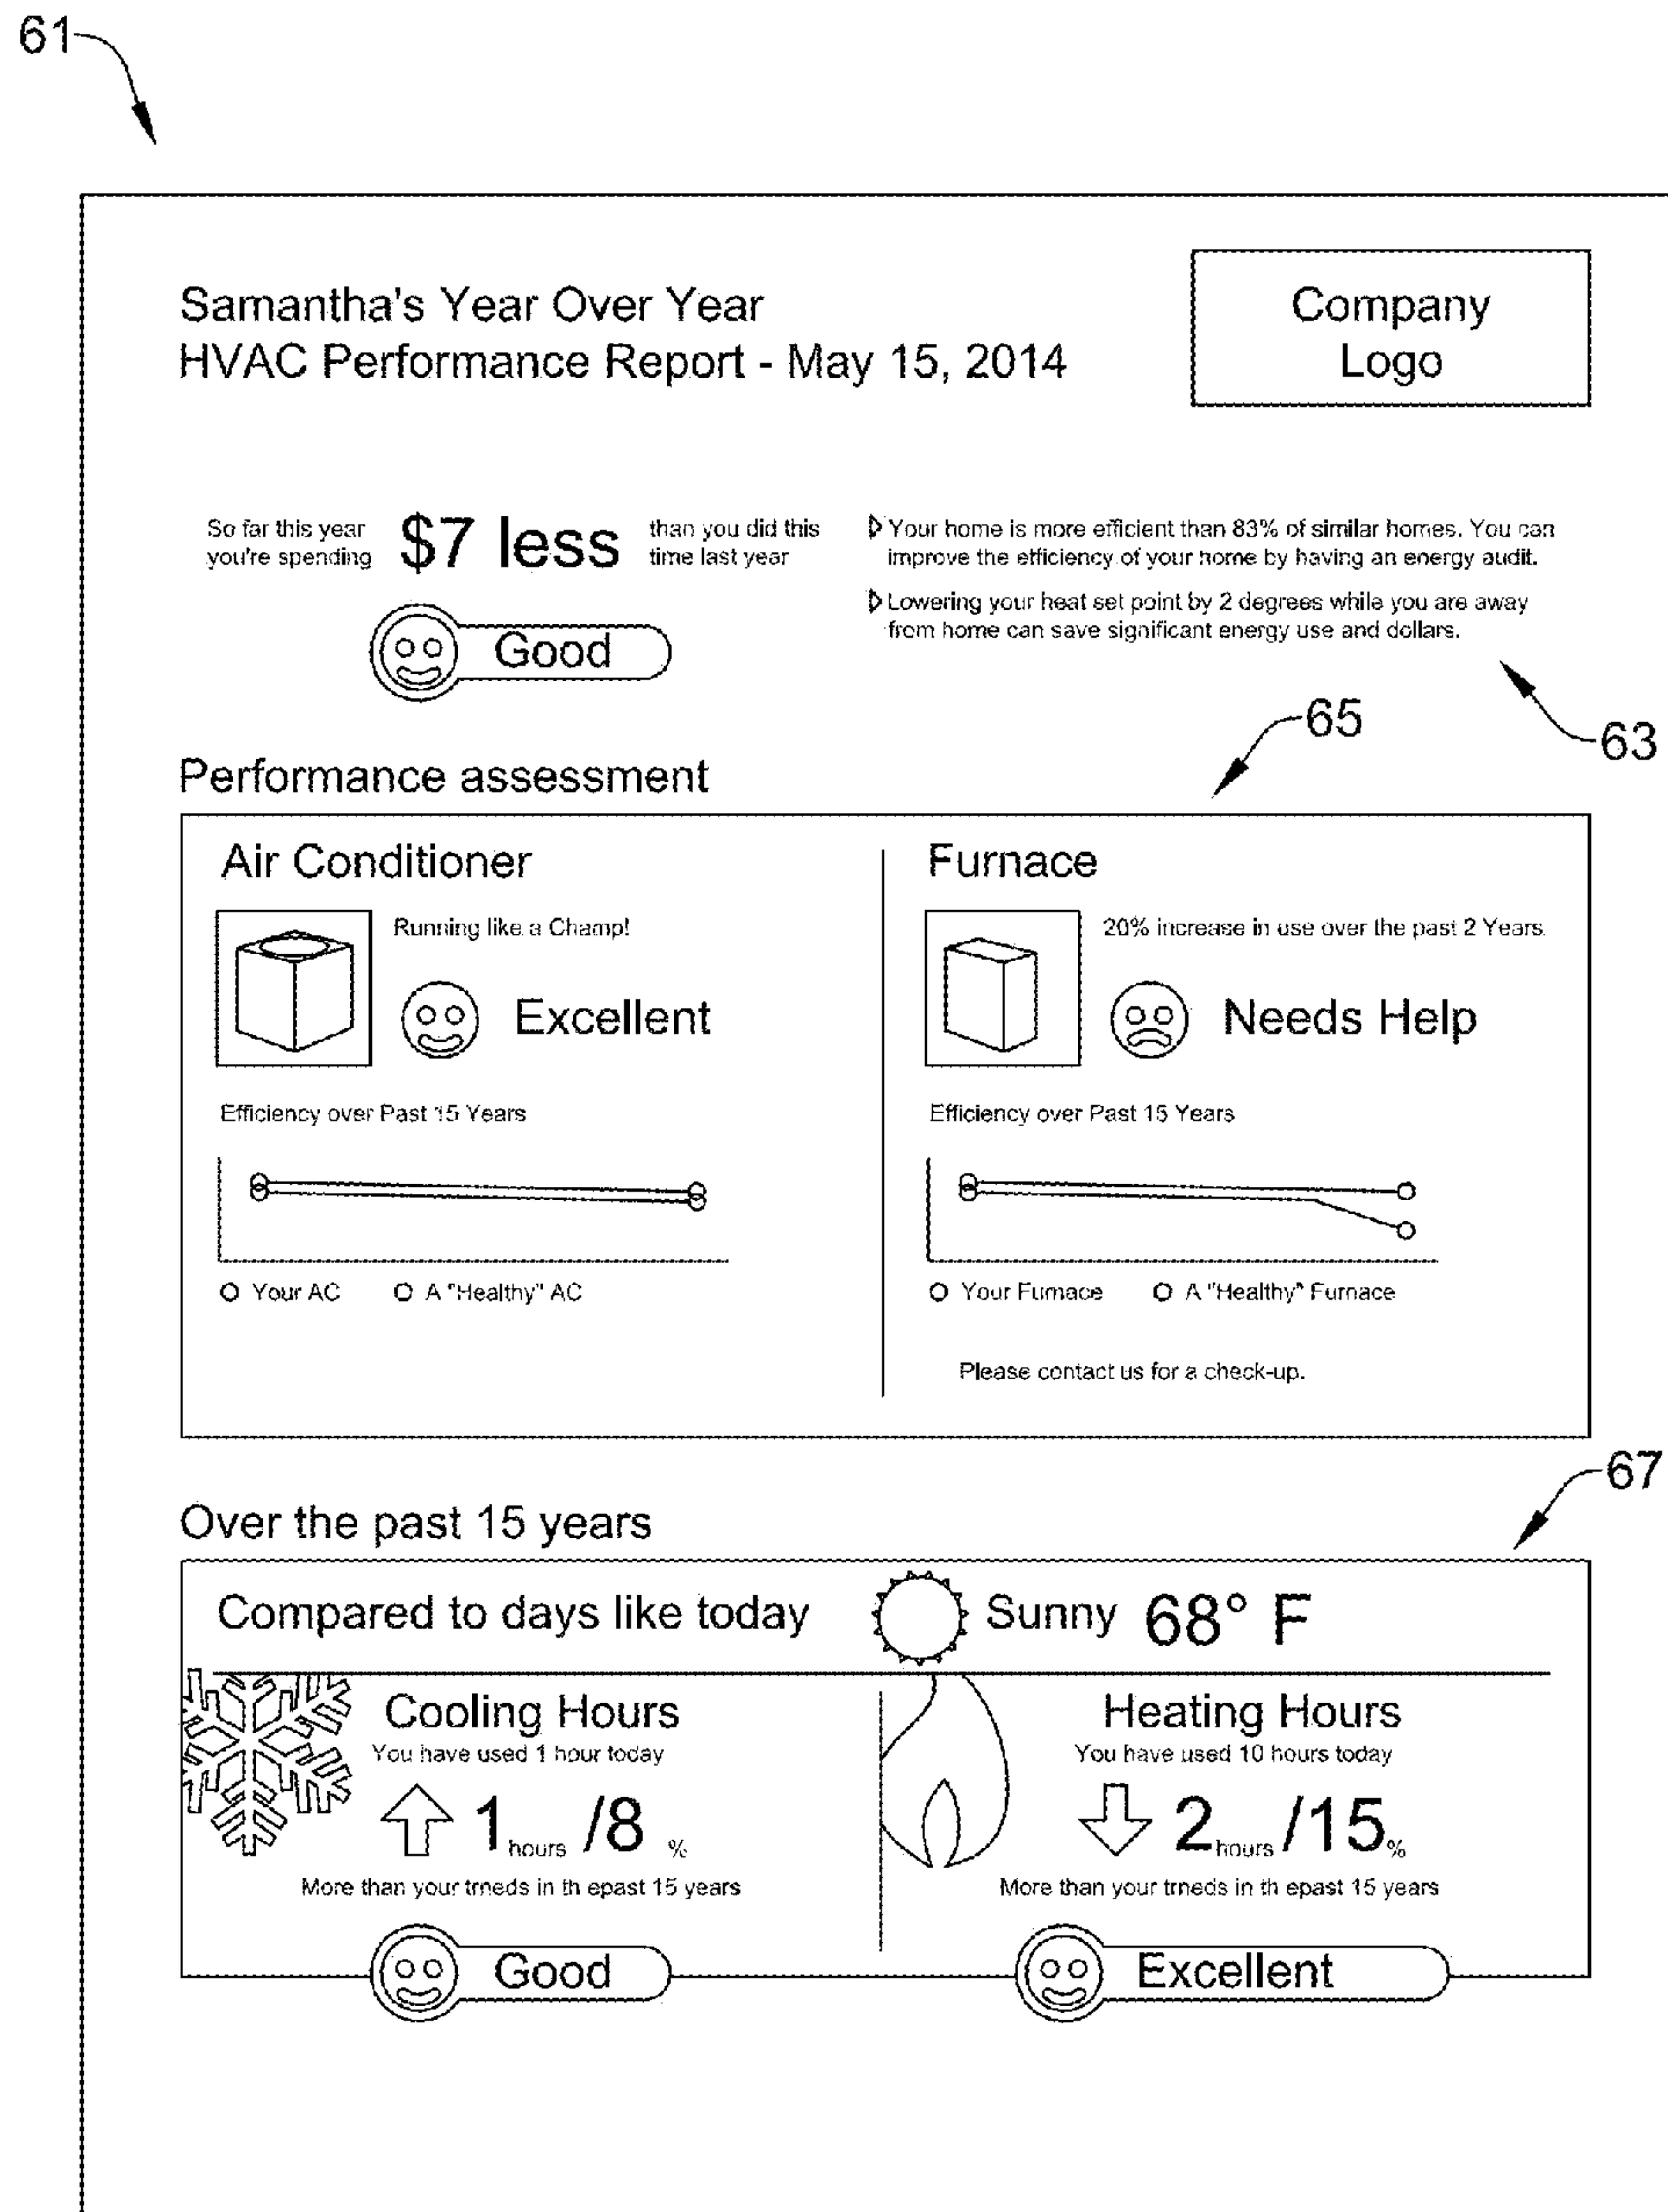 61
Samantha's Year Over Year
HVAC Performance Report - May 15, 2014
Company
Logo
So far this year
you're spending
$7 less
than you did this
time last year
Good
Your home is more efficient than 83% of similar homes. You can
improve the efficiency of your home by having an energy audit.
Lowering your heat set point by 2 degrees while you are away
from home can save significant energy use and dollars.
63
65
Performance assessment
Air Conditioner
Running like a Champ!
Excellent
Efficiency over Past 15 Years
Your AC
A "Healthy" AC
Furnace
20% increase in use over the past 2 Years
Needs Help
Efficiency over Past 15 Years
Your Furnace
A "Healthy" Furnace
Please contact us for a check-up.
67
Over the past 15 years
Compared to days like today
Sunny 68° F
Cooling Hours
You have used 1 hour today
1 hours /8 %
More than your trneds in th epast 15 years
Good
Heating Hours
You have used 10 hours today
2 hours /15 %
More than your trneds in th epast 15 years
Excellent